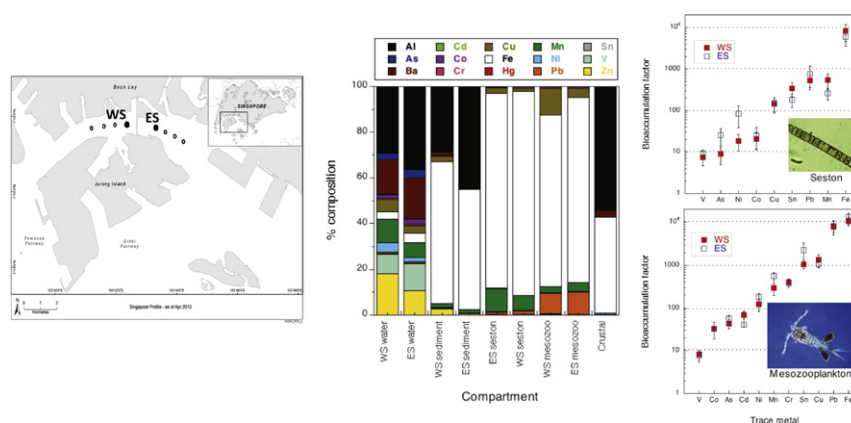 Boon Lay
SINGAPORE
WS ES
Jurong Island
Singapore Profile - as of Apr 2013
Kilometers
Al Cd Cu Mn Sn
As Co Fe Ni V
Ba Cr Hg Pb Zn
% composition
100
80
60
40
20
0
WS water
ES water
WS sediment
ES sediment
ES seston
WS seston
WS mesozoo
ES mesozoo
Crustal
Compartment
Bioaccumulation factor
10⁴
1000
100
10
1
WS
ES
Seston
V As Ni Co Cu Sn Pb Mn Fe
Bioaccumulation factor
10⁴
1000
100
10
1
WS
ES
Mesozooplankton
V Co As Cd Ni Mn Cr Sn Cu Pb Fe
Trace metal